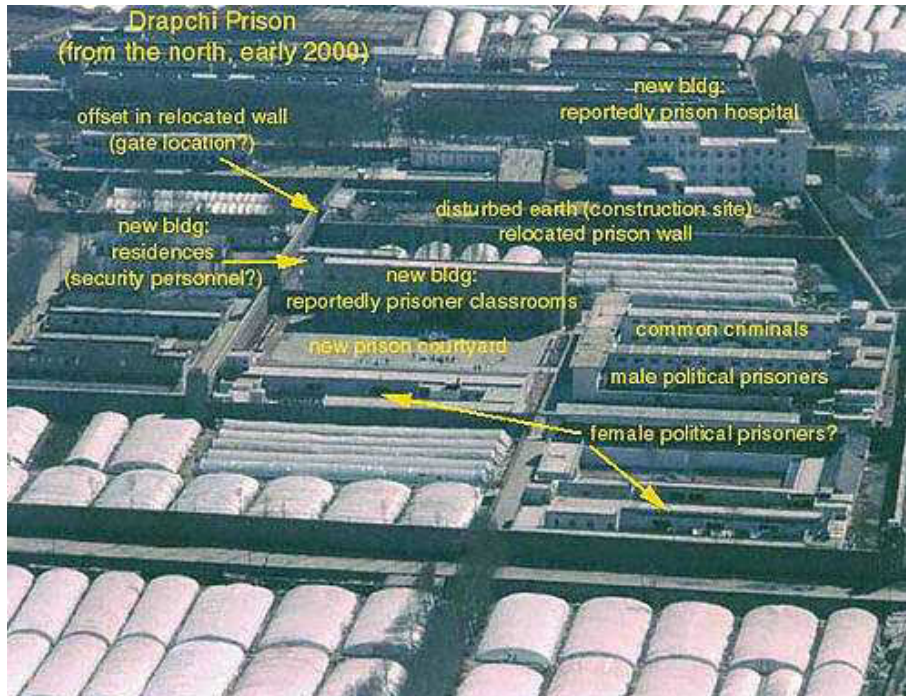 Drapchi Prison
(from the north, early 2000)
new bldg:
reportedly prison hospital
offset in relocated wall
(gate location?)
disturbed earth (construction site)
relocated prison wall
new bldg:
residences
(security personnel?)
new bldg:
reportedly prisoner classrooms
common criminals
new prison courtyard
male political prisoners
female political prisoners?